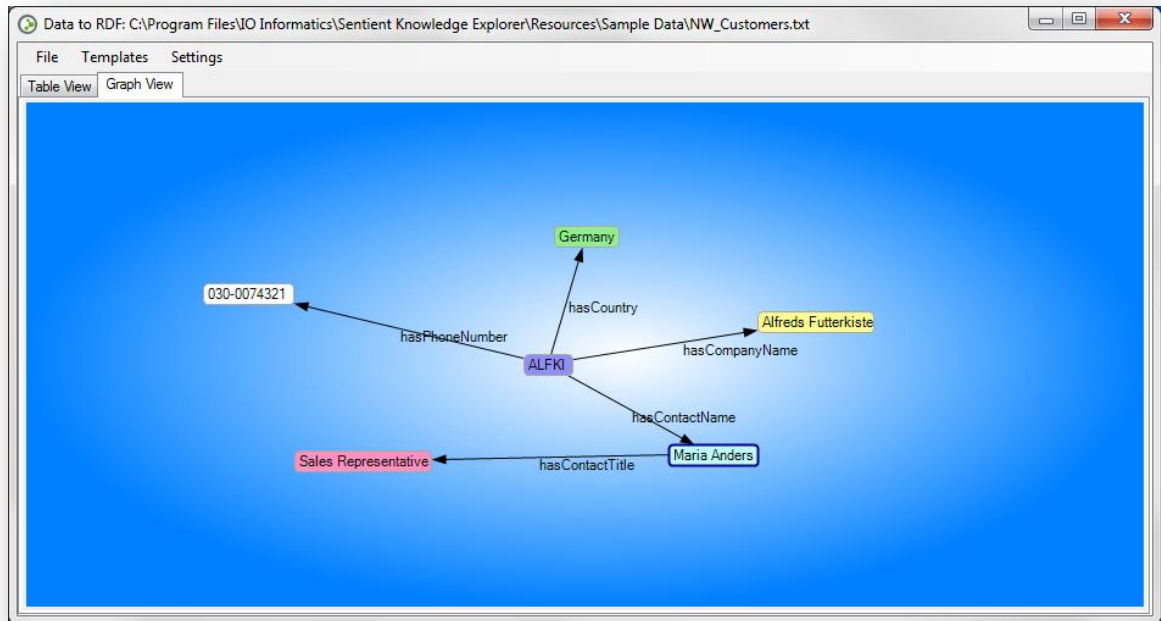 Data to RDF: C:\Program Files\IO Informatics\Sentient Knowledge Explorer\Resources\Sample Data\NW_Customers.txt
File Templates Settings
Table View Graph View
Germany
030-0074321
hasCountry
Alfreds Futterkiste
hasPhoneNumber
hasCompanyName
ALFKI
hasContactName
Maria Anders
Sales Representative
hasContactTitle